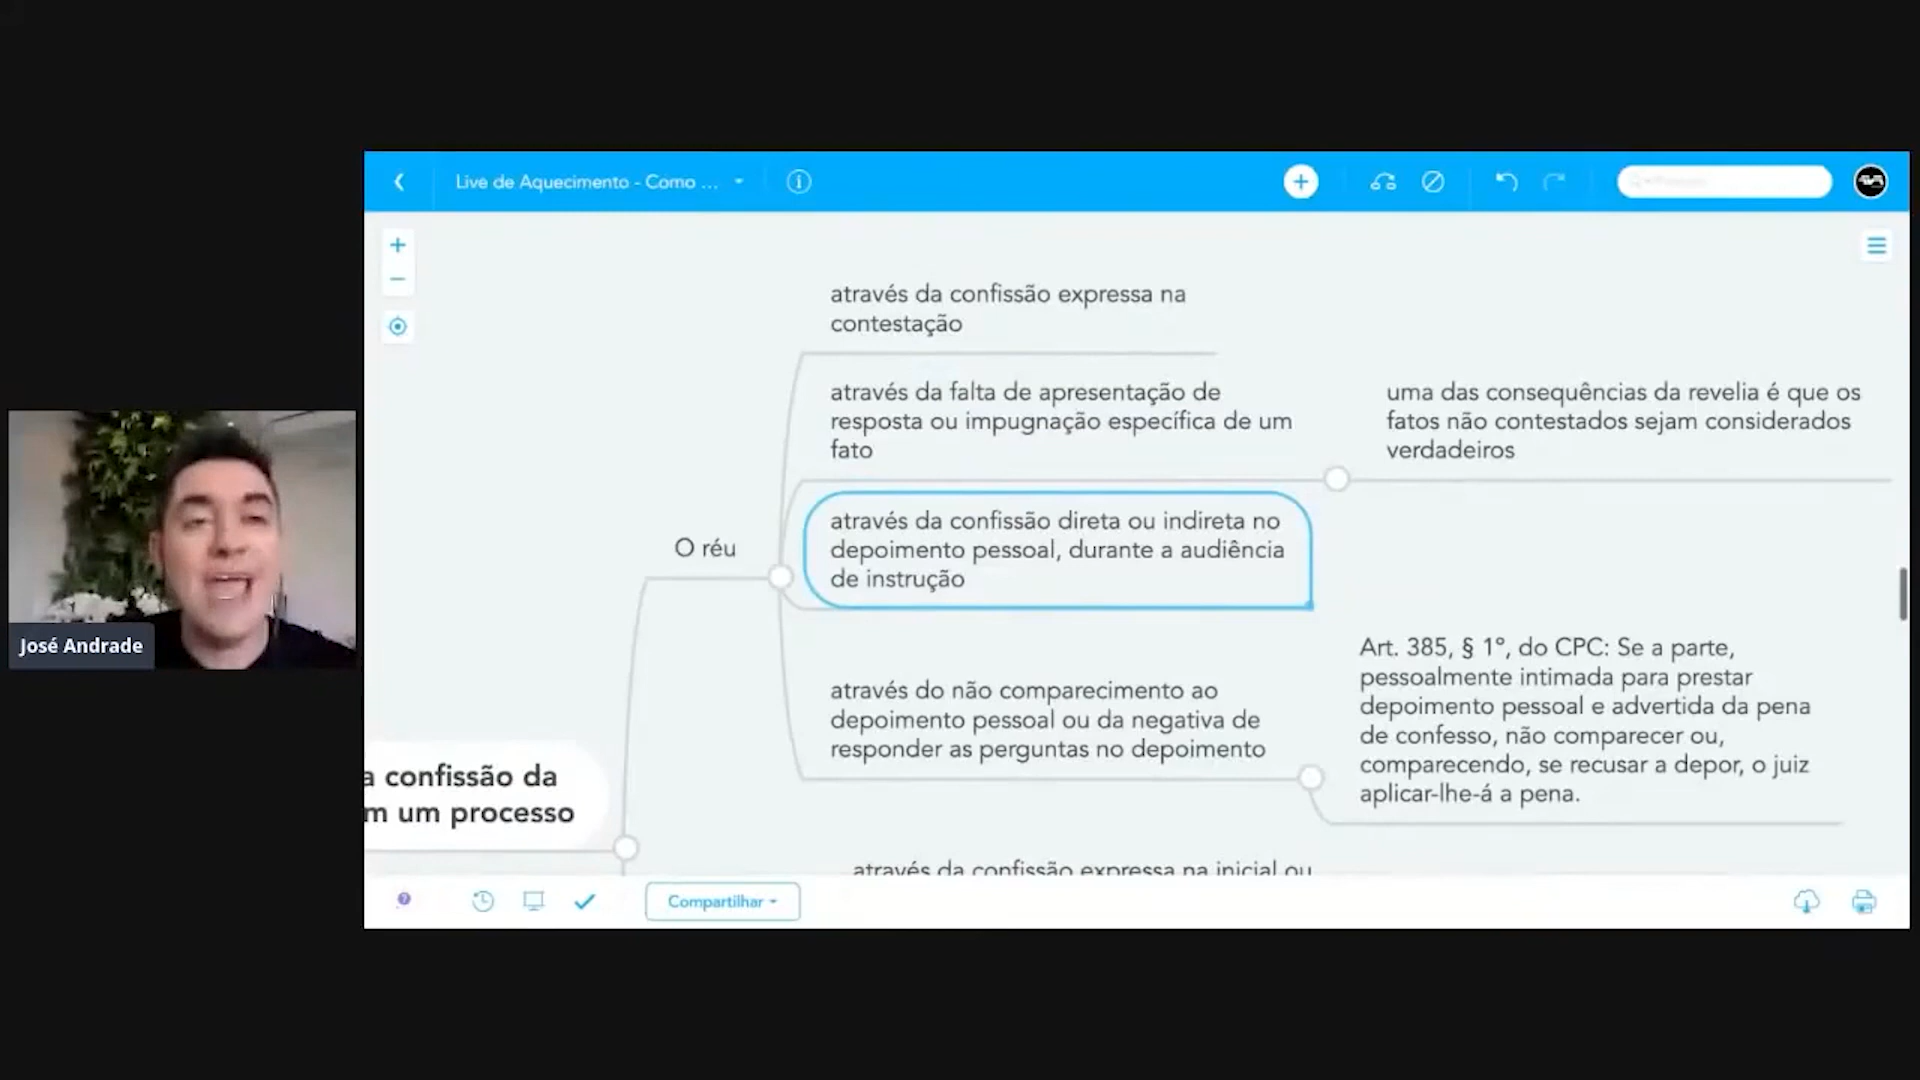 Live de Aquecimento - Como ...
através da confissão expressa na
contestação
através da falta de apresentação de
resposta ou impugnação específica de um
fato
uma das consequências da revelia é que os
fatos não contestados sejam considerados
verdadeiros
O réu
através da confissão direta ou indireta no
depoimento pessoal, durante a audiência
de instrução
através do não comparecimento ao
depoimento pessoal ou da negativa de
responder as perguntas no depoimento
Art. 385, § 1º, do CPC: Se a parte,
pessoalmente intimada para prestar
depoimento pessoal e advertida da pena
de confesso, não comparecer ou,
comparecendo, se recusar a depor, o juiz
aplicar-lhe-á a pena.
a confissão da
m um processo
através da confissão expressa na inicial ou
Compartilhar
José Andrade